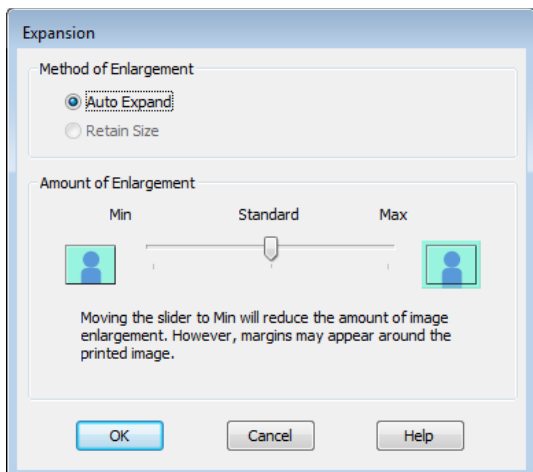 Expansion
Method of Enlargement
Auto Expand
Retain Size
Amount of Enlargement
Min Standard Max
Moving the slider to Min will reduce the amount of image
enlargement. However, margins may appear around the
printed image.
OK Cancel Help